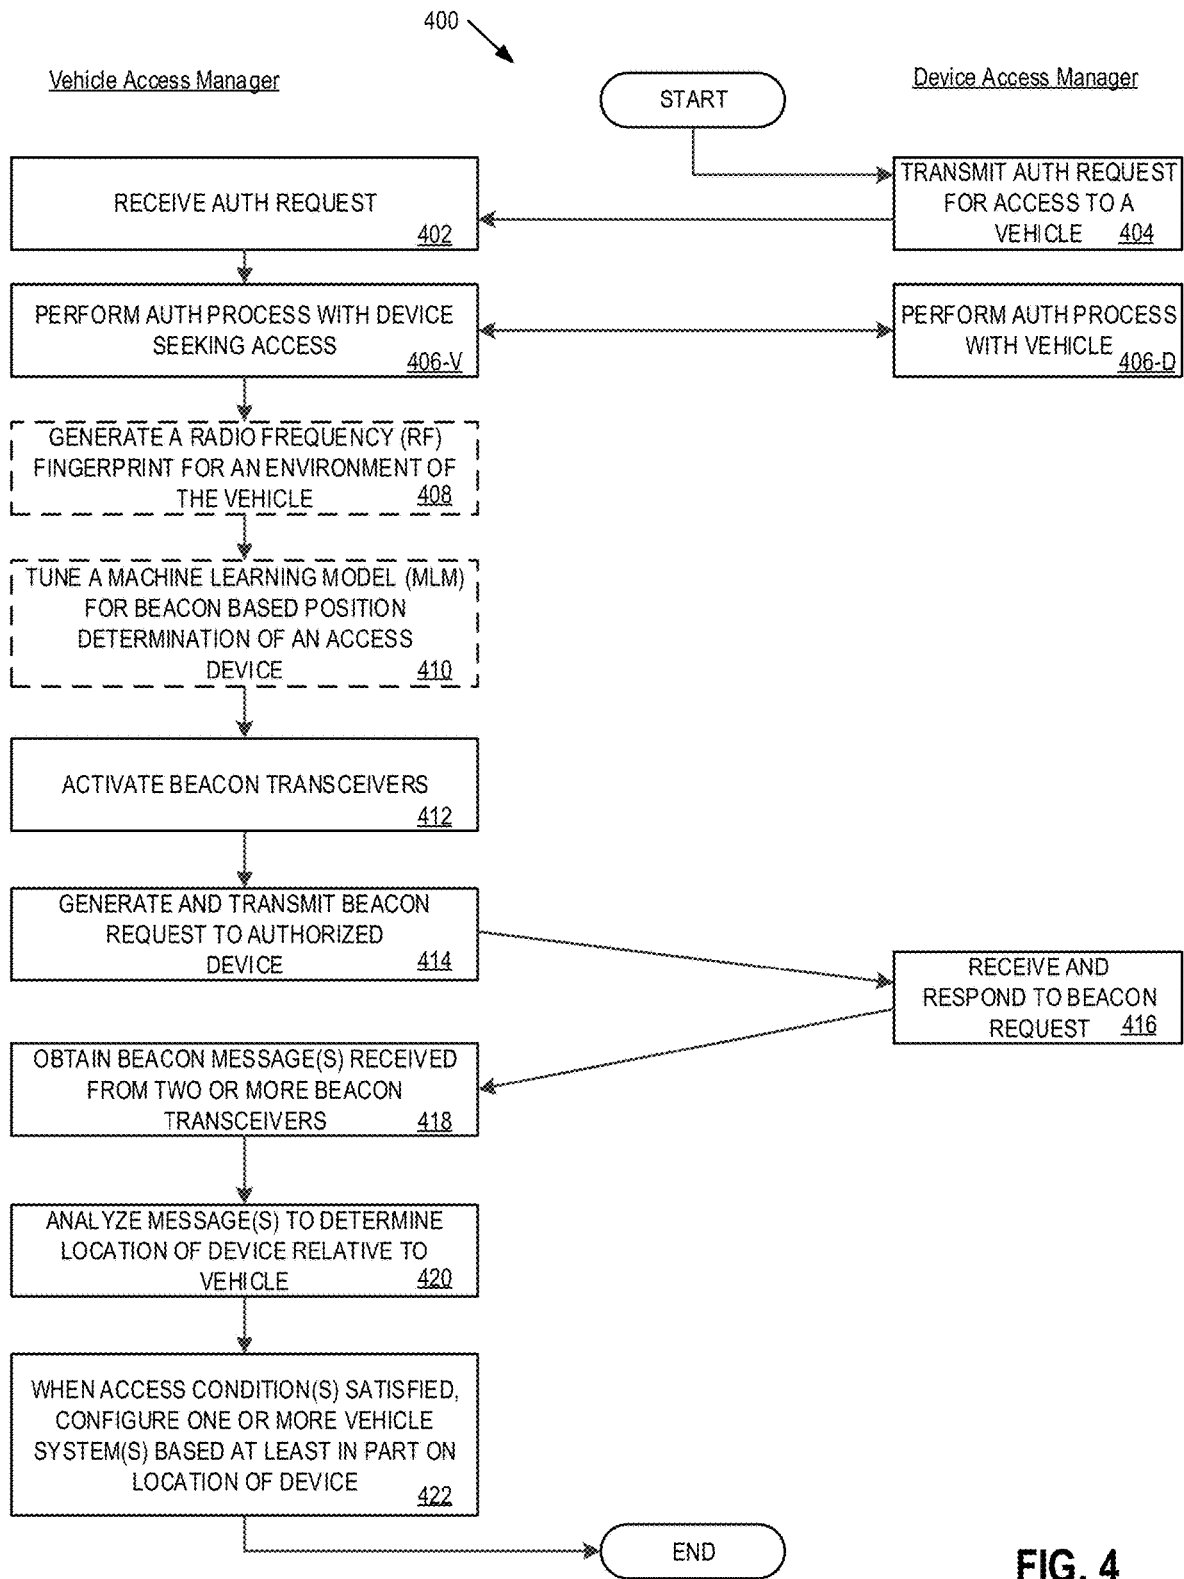 400
Vehicle Access Manager
Device Access Manager
START
RECEIVE AUTH REQUEST
402
TRANSMIT AUTH REQUEST
FOR ACCESS TO A
VEHICLE 404
PERFORM AUTH PROCESS WITH DEVICE
SEEKING ACCESS
406-V
PERFORM AUTH PROCESS
WITH VEHICLE
406-D
GENERATE A RADIO FREQUENCY (RF)
FINGERPRINT FOR AN ENVIRONMENT OF
THE VEHICLE 408
TUNE A MACHINE LEARNING MODEL (MLM)
FOR BEACON BASED POSITION
DETERMINATION OF AN ACCESS
DEVICE 410
ACTIVATE BEACON TRANSCEIVERS
412
GENERATE AND TRANSMIT BEACON
REQUEST TO AUTHORIZED
DEVICE 414
RECEIVE AND
RESPOND TO BEACON
REQUEST 416
OBTAIN BEACON MESSAGE(S) RECEIVED
FROM TWO OR MORE BEACON
TRANSCEIVERS 418
ANALYZE MESSAGE(S) TO DETERMINE
LOCATION OF DEVICE RELATIVE TO
VEHICLE 420
WHEN ACCESS CONDITION(S) SATISFIED,
CONFIGURE ONE OR MORE VEHICLE
SYSTEM(S) BASED AT LEAST IN PART ON
LOCATION OF DEVICE
422
END
FIG. 4